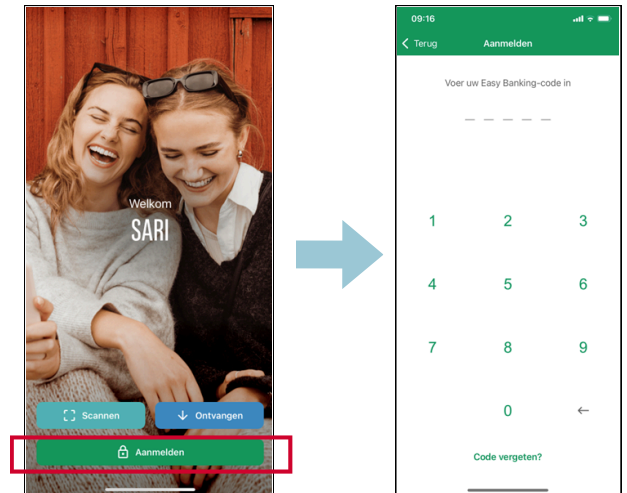 Welkom
SARI
Scannen
Ontvangen
Aanmelden
09:16
Terug
Aanmelden
Voer uw Easy Banking-code in
1 2 3
4 5 6
7 8 9
0
Code vergeten?